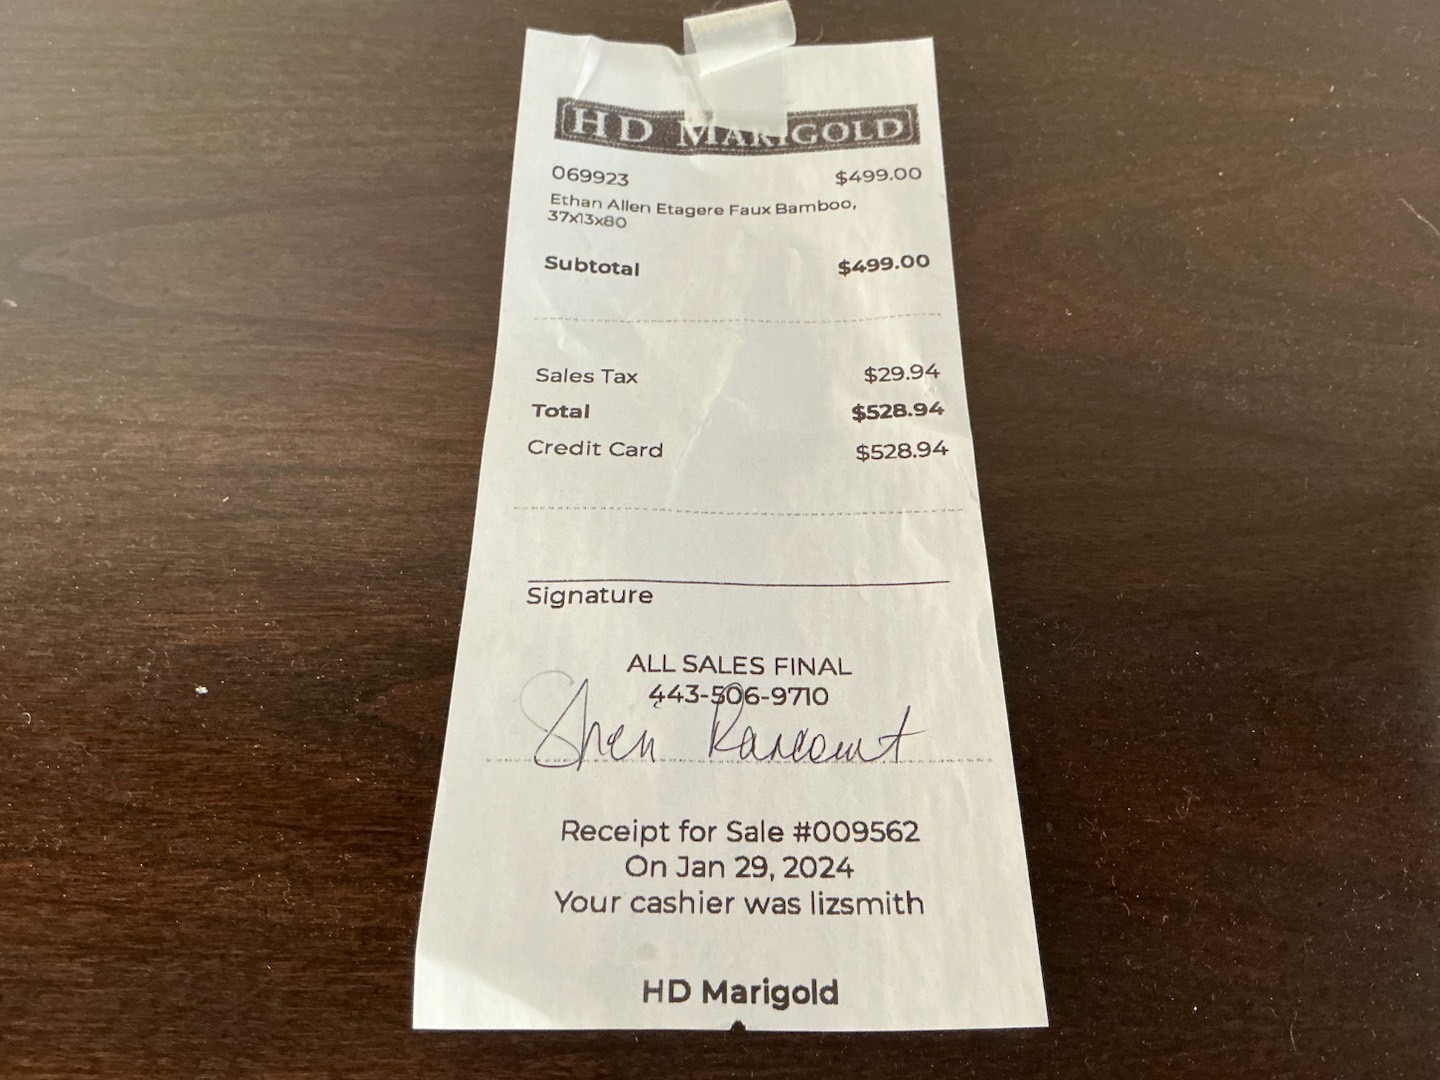 HD MARIGOLD
069923 $499.00
Ethan Allen Etagere Faux Bamboo,
37x13x80
Subtotal $499.00
Sales Tax $29.94
Total $528.94
Credit Card $528.94
Signature
ALL SALES FINAL
443-506-9710
Receipt for Sale #009562
On Jan 29, 2024
Your cashier was lizsmith
HD Marigold